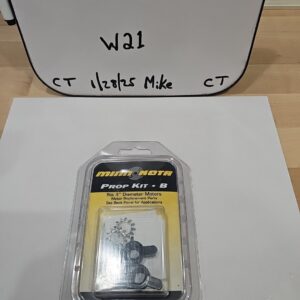 W21
CT 1/28/25 Mike CT
MINN KOTA
PROP KIT - B
Fits 4" Diameter Motors
Motor Replacement Parts
See Back Panel for Applications